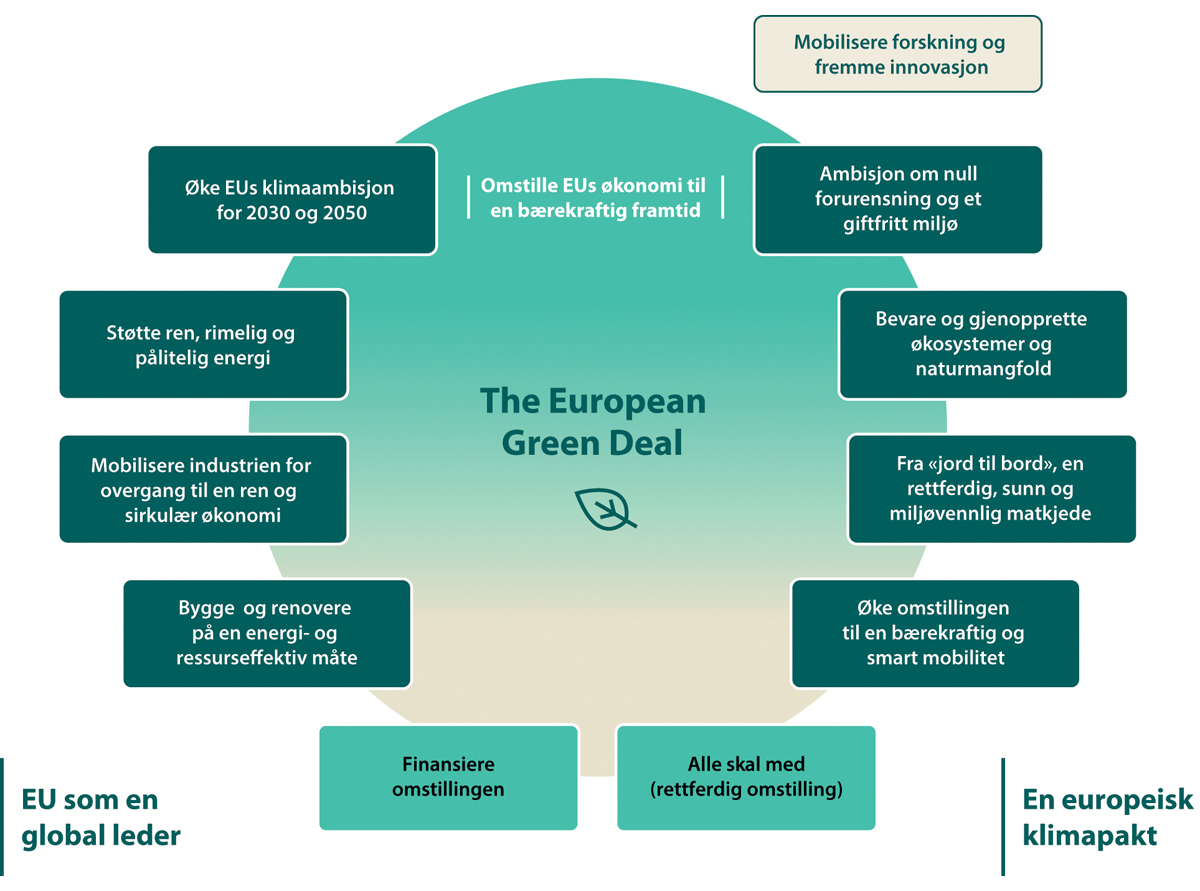 Mobilisere forskning og
fremme innovasjon
Øke EUs klimaambisjon
for 2030 og 2050
Omstille EUs økonomi til
en bærekraftig framtid
Ambisjon om null
forurensning og et
giftfritt miljø
Støtte ren, rimelig og
pålitelig energi
Bevare og gjenopprette
økosystemer og
naturmangfold
The European
Green Deal
Mobilisere industrien for
overgang til en ren og
sirkulær økonomi
Fra «jord til bord», en
rettferdig, sunn og
miljøvennlig matkjede
Bygge og renovere
på en energi- og
ressurseffektiv måte
Øke omstillingen
til en bærekraftig og
smart mobilitet
Finansiere
omstillingen
Alle skal med
(rettferdig omstilling)
EU som en
global leder
En europeisk
klimapakt